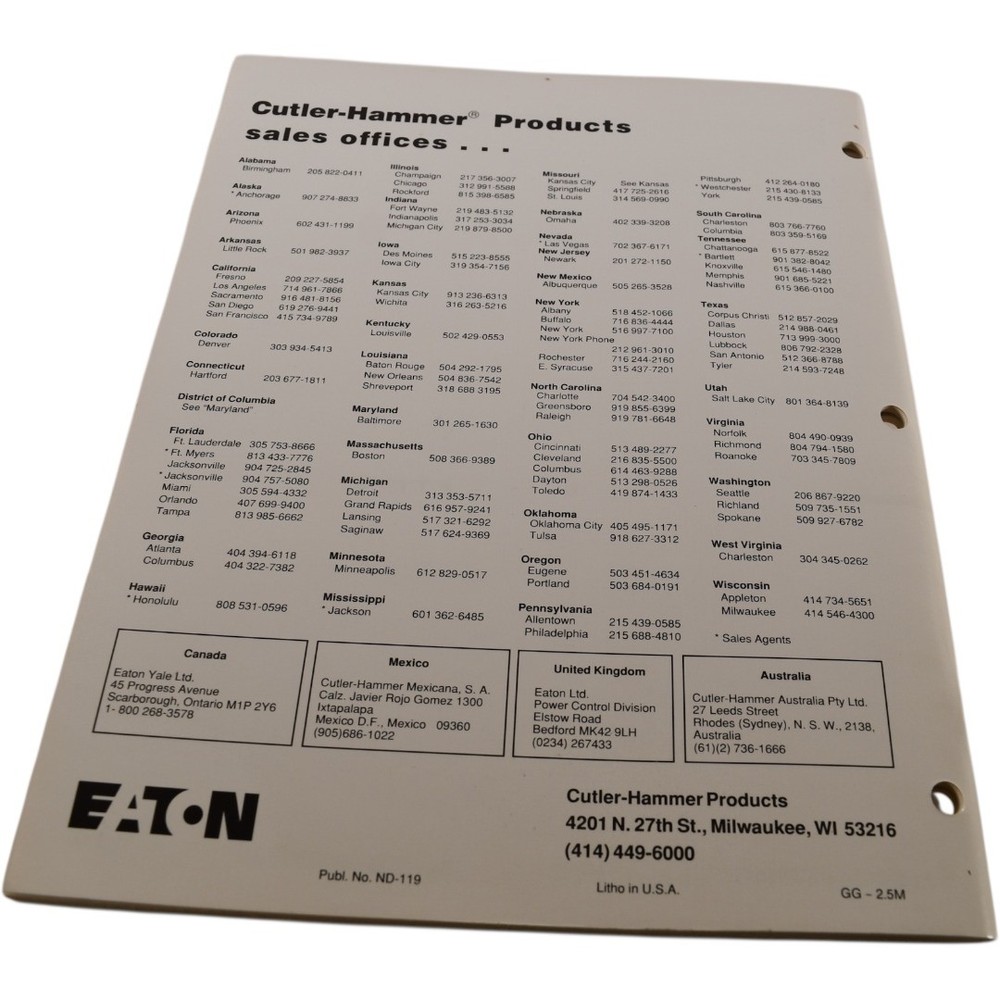 Cutler-Hammer® Products
sales offices . . .
Alabama
Birmingham 205 822-0411
Alaska
* Anchorage 907 274-8833
Arizona
Phoenix 602 431-1199
Arkansas
Little Rock 501 982-3937
California
Fresno 209 227-5854
Los Angeles 714 961-7866
Sacramento 916 481-8156
San Diego 619 276-9441
San Francisco 415 734-9789
Colorado
Denver 303 934-5413
Connecticut
Hartford 203 677-1811
District of Columbia
See "Maryland"
Florida
Ft. Lauderdale 305 753-8666
* Ft. Myers 813 433-7776
Jacksonville 904 725-2845
* Jacksonville 904 757-5080
Miami 305 594-4332
Orlando 407 699-9400
Tampa 813 985-6662
Georgia
Atlanta 404 394-6118
Columbus 404 322-7382
Hawaii
* Honolulu 808 531-0596
Illinois
Champaign 217 356-3007
Chicago 312 991-5588
Rockford 815 398-6585
Indiana
Fort Wayne 219 483-5132
Indianapolis 317 253-3034
Michigan City 219 879-8500
Iowa
Des Moines 515 223-8555
Iowa City 319 354-7156
Kansas
Kansas City 913 236-6313
Wichita 316 263-5216
Kentucky
Louisville 502 429-0553
Louisiana
Baton Rouge 504 292-1795
New Orleans 504 836-7542
Shreveport 318 688 3195
Maryland
Baltimore 301 265-1630
Massachusetts
Boston 508 366-9389
Michigan
Detroit 313 353-5711
Grand Rapids 616 957-9241
Lansing 517 321-6292
Saginaw 517 624-9369
Minnesota
Minneapolis 612 829-0517
Mississippi
* Jackson 601 362-6485
Missouri
Kansas City See Kansas
Springfield 417 725-2616
St. Louis 314 569-0990
Nebraska
Omaha 402 339-3208
Nevada
* Las Vegas 702 367-6171
New Jersey
Newark 201 272-1150
New Mexico
Albuquerque 505 265-3528
New York
Albany 518 452-1066
Buffalo 716 836-4444
New York 516 997-7100
New York Phone
212 961-3010
Rochester 716 244-2160
E. Syracuse 315 437-7201
North Carolina
Charlotte 704 542-3400
Greensboro 919 855-6399
Raleigh 919 781-6648
Ohio
Cincinnati 513 489-2277
Cleveland 216 835-5500
Columbus 614 463-9288
Dayton 513 298-0526
Toledo 419 874-1433
Oklahoma
Oklahoma City 405 495-1171
Tulsa 918 627-3312
Oregon
Eugene 503 451-4634
Portland 503 684-0191
Pennsylvania
Allentown 215 439-0585
Philadelphia 215 688-4810
Pittsburgh 412 264-0180
* Westchester 215 430-8133
York 215 439-0585
South Carolina
Charleston 803 766-7760
Columbia 803 359-5169
Tennessee
Chattanooga 615 877-8522
* Bartlett 901 382-8042
Knoxville 615 546-1480
Memphis 901 685-5221
Nashville 615 366-0100
Texas
Corpus Christi 512 857-2029
Dallas 214 988-0461
Houston 713 999-3000
Lubbock 806 792-2328
San Antonio 512 366-8788
Tyler 214 593-7248
Utah
Salt Lake City 801 364-8139
Virginia
Norfolk 804 490-0939
Richmond 804 794-1580
Roanoke 703 345-7809
Washington
Seattle 206 867-9220
Richland 509 735-1551
Spokane 509 927-6782
West Virginia
Charleston 304 345-0262
Wisconsin
Appleton 414 734-5651
Milwaukee 414 546-4300
* Sales Agents
Canada
Eaton Yale Ltd.
45 Progress Avenue
Scarborough, Ontario M1P 2Y6
1- 800 268-3578
Mexico
Cutler-Hammer Mexicana, S. A.
Calz. Javier Rojo Gomez 1300
Ixtapalapa
Mexico D.F., Mexico 09360
(905)686-1022
United Kingdom
Eaton Ltd.
Power Control Division
Elstow Road
Bedford MK42 9LH
(0234) 267433
Australia
Cutler-Hammer Australia Pty Ltd.
27 Leeds Street
Rhodes (Sydney), N. S. W., 2138,
Australia
(61)(2) 736-1666
EATON
Cutler-Hammer Products
4201 N. 27th St., Milwaukee, WI 53216
(414) 449-6000
Publ. No. ND-119
Litho in U.S.A.
GG - 2.5M